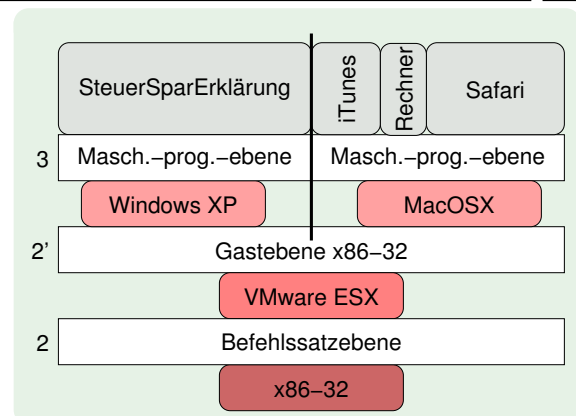 SteuerSparErklärung
iTunes
Rechner
Safari
3
Masch.–prog.–ebene
Masch.–prog.–ebene
Windows XP
MacOSX
2’
Gastebene x86–32
VMware ESX
2
Befehlssatzebene
x86–32